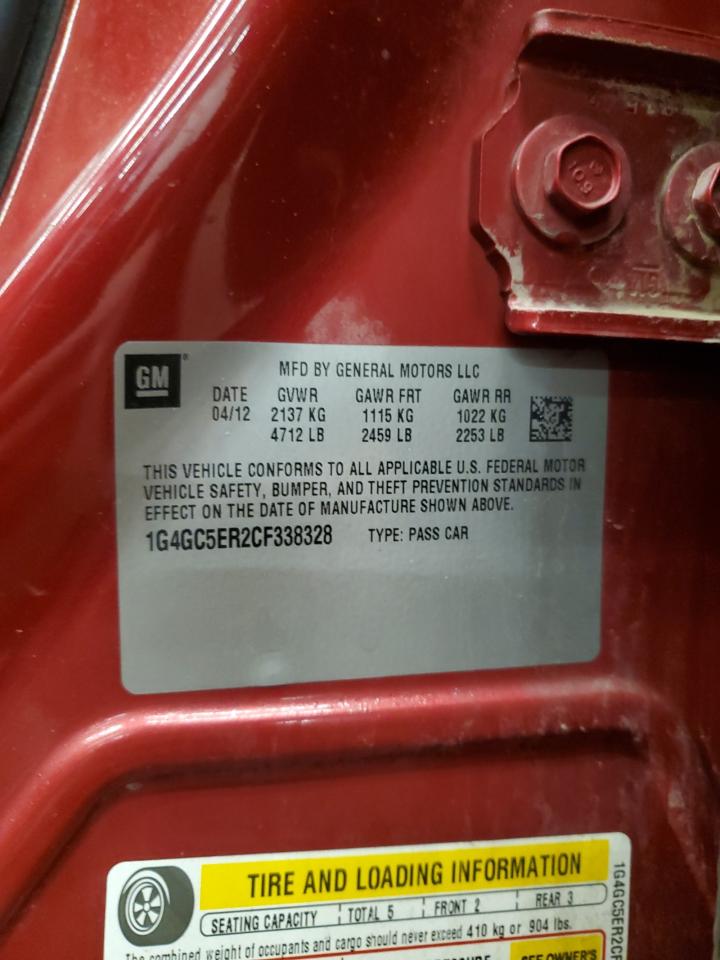 GM
MFD BY GENERAL MOTORS LLC
DATE GVWR GAWR FRT GAWR RR
04/12 2137 KG 1115 KG 1022 KG
4712 LB 2459 LB 2253 LB
THIS VEHICLE CONFORMS TO ALL APPLICABLE U.S. FEDERAL MOTOR
VEHICLE SAFETY, BUMPER, AND THEFT PREVENTION STANDARDS IN
EFFECT ON THE DATE OF MANUFACTURE SHOWN ABOVE.
1G4GC5ER2CF338328 TYPE: PASS CAR
TIRE AND LOADING INFORMATION
SEATING CAPACITY TOTAL 5 FRONT 2 REAR 3
The combined weight of occupants and cargo should never exceed 410 kg or 904 lbs.
SEE OWNER'S
1G4GC5ER2CF